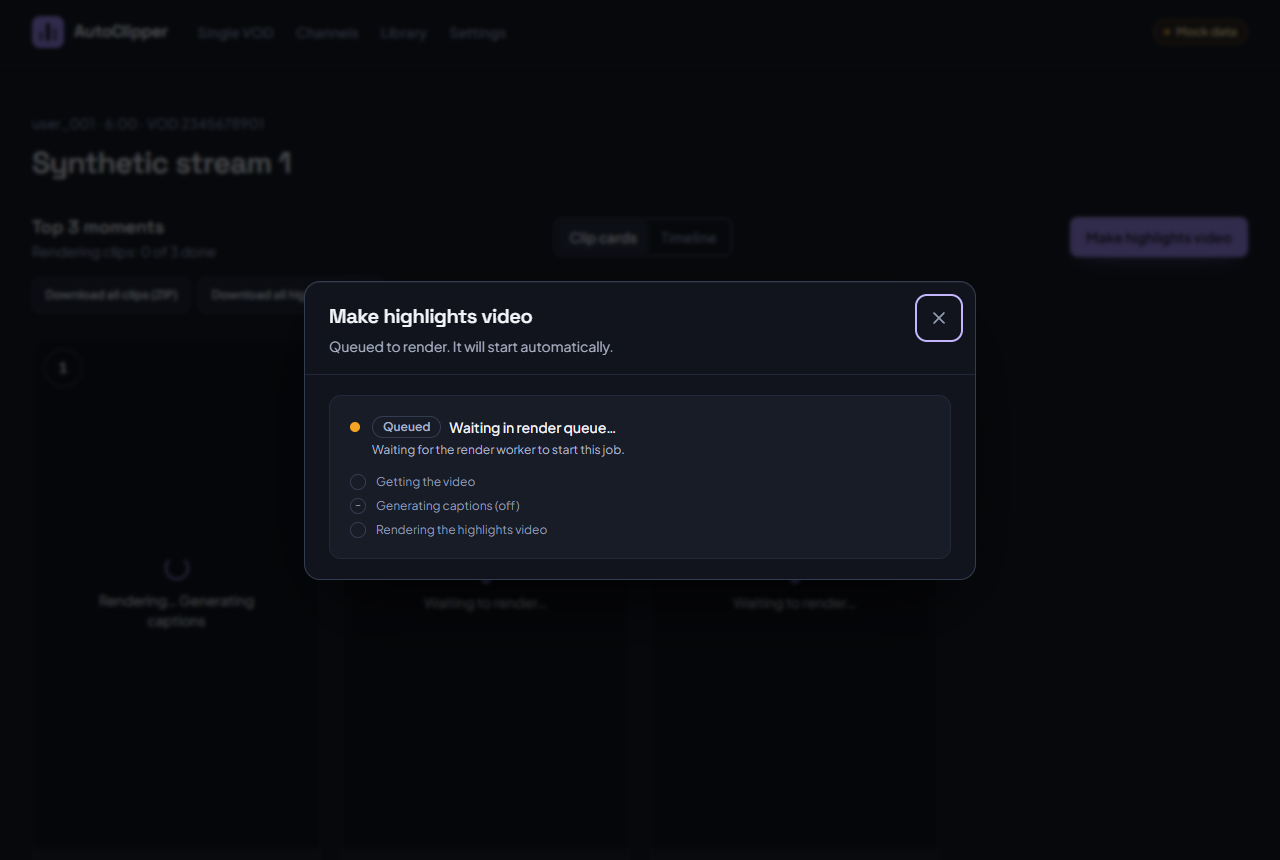 AutoClipper
Single VOD
Channels
Library
Settings
Mock data
user_001 · 6:00 · VOD 2345678901
Synthetic stream 1
Top 3 moments
Rendering clips: 0 of 3 done
Clip cards
Timeline
Make highlights video
Download all clips (ZIP)
Download all
Make highlights video
Queued to render. It will start automatically.
Queued
Waiting in render queue…
Waiting for the render worker to start this job.
Getting the video
Generating captions (off)
Rendering the highlights video
1
Rendering… Generating
captions
Waiting to render…
Waiting to render…